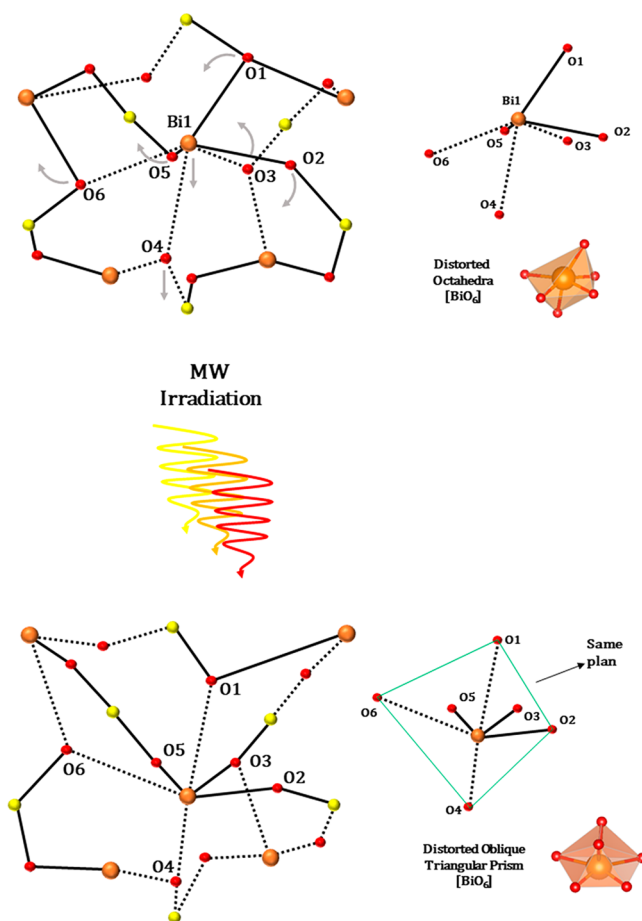 O1
Bi1
O5
O3
O2
O6
O4
O1
Bi1
O2
O5
O3
O6
O4
Distorted
Octahedra
[BiO6]
MW
Irradiation
O1
O5
O3
O6
O2
O4
O1
Same
plan
O5
O6
O3
O2
O4
Distorted Oblique
Triangular Prism
[BiO6]